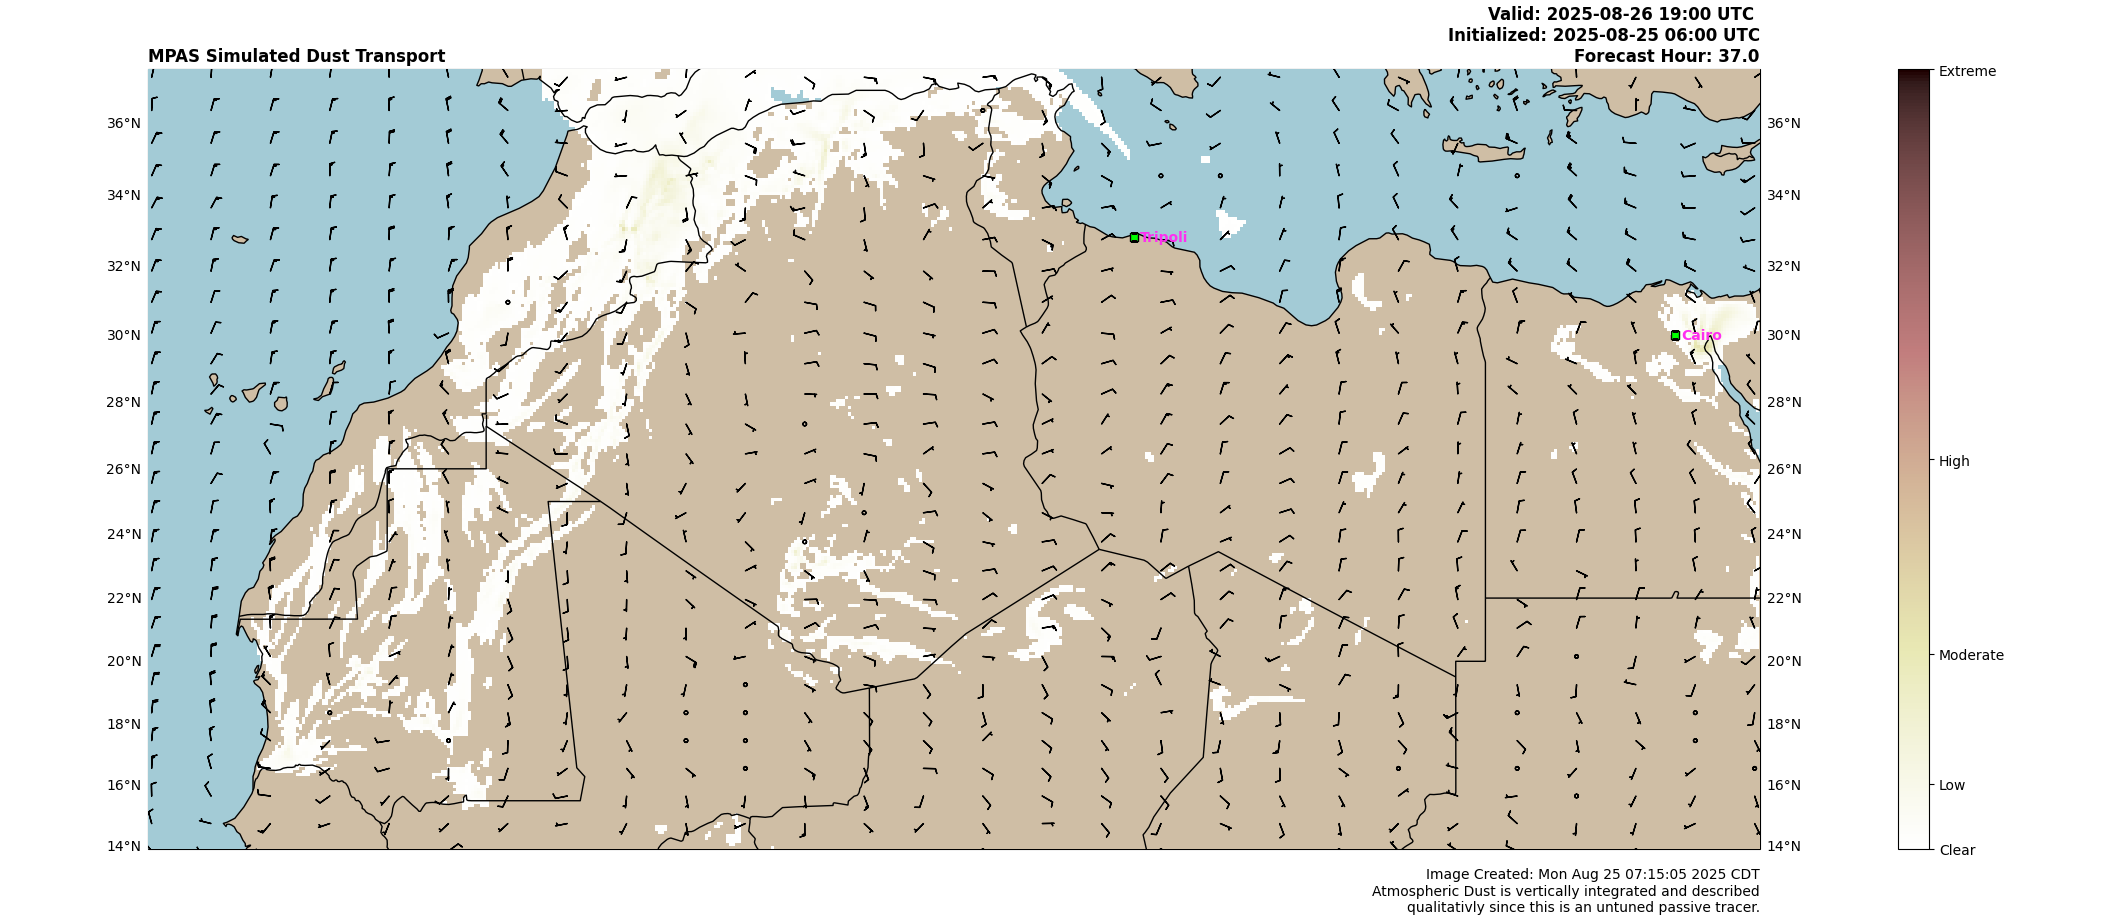 Valid: 2025-08-26 19:00 UTC
Initialized: 2025-08-25 06:00 UTC
MPAS Simulated Dust Transport
Forecast Hour: 37.0
Extreme
36°N
36°N
34°N
34°N
Tripoli
32°N
32°N
30°N
Cairo
30°N
28°N
28°N
26°N
26°N
High
24°N
24°N
22°N
22°N
20°N
20°N
Moderate
18°N
18°N
16°N
16°N
Low
14°N
14°N
Clear
Image Created: Mon Aug 25 07:15:05 2025 CDT
Atmospheric Dust is vertically integrated and described
qualitativly since this is an untuned passive tracer.